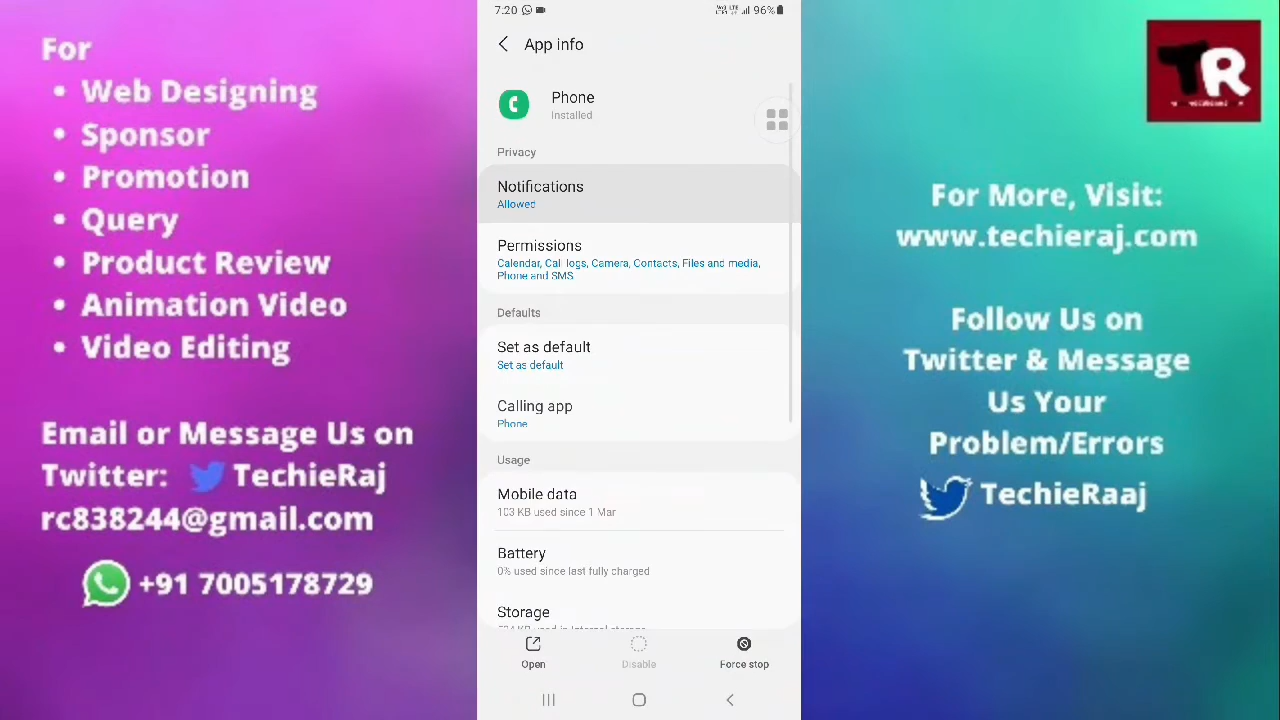 For
• Web Designing
• Sponsor
• Promotion
• Query
• Product Review
• Animation Video
• Video Editing
Email or Message Us on
Twitter: TechieRaj
rc838244@gmail.com
+91 7005178729
7:20
96%
App info
Phone
Installed
Privacy
Notifications
Allowed
Permissions
Calendar, Call logs, Camera, Contacts, Files and media,
Phone and SMS
Defaults
Set as default
Set as default
Calling app
Phone
Usage
Mobile data
103 KB used since 1 Mar
Battery
0% used since last fully charged
Storage
Open
Disable
Force stop
TR
For More, Visit:
www.techieraj.com
Follow Us on
Twitter & Message
Us Your
Problem/Errors
TechieRaaj